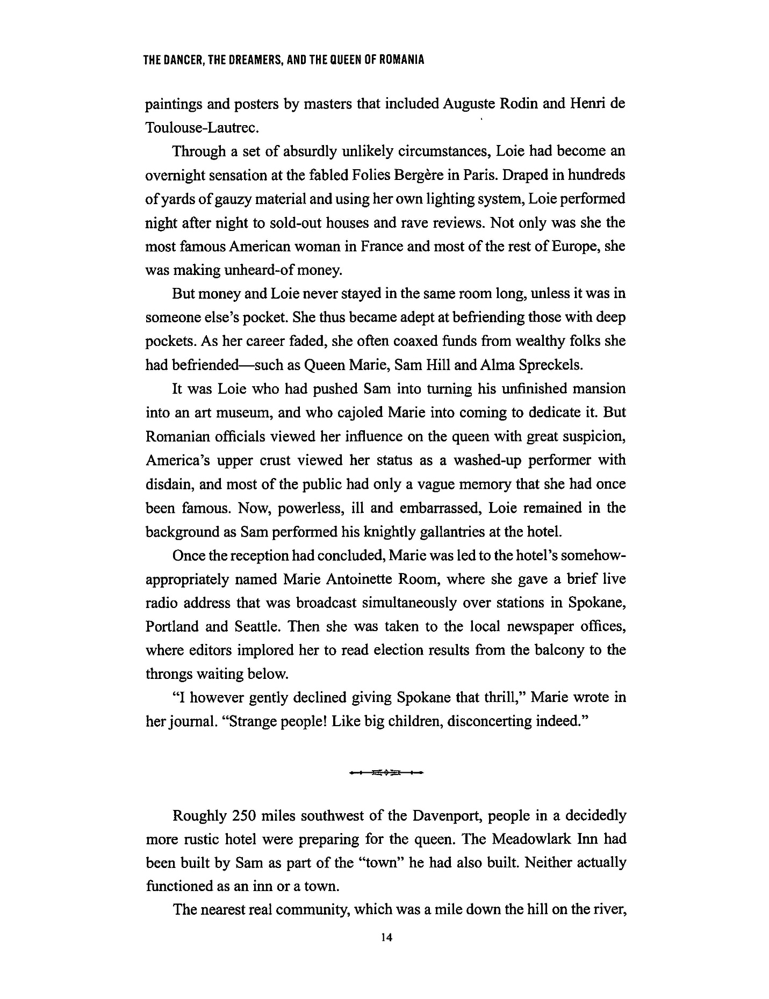 THE DANCER, THE DREAMERS, AND THE QUEEN OF ROMANIA
paintings and posters by masters that included Auguste Rodin and Henri de
Toulouse-Lautrec.
Through a set of absurdly unlikely circumstances, Loie had become an
overnight sensation at the fabled Folies Bergère in Paris. Draped in hundreds
of yards of gauzy material and using her own lighting system, Loie performed
night after night to sold-out houses and rave reviews. Not only was she the
most famous American woman in France and most of the rest of Europe, she
was making unheard-of money.
But money and Loie never stayed in the same room long, unless it was in
someone else’s pocket. She thus became adept at befriending those with deep
pockets. As her career faded, she often coaxed funds from wealthy folks she
had befriended—such as Queen Marie, Sam Hill and Alma Spreckels.
It was Loie who had pushed Sam into turning his unfinished mansion
into an art museum, and who cajoled Marie into coming to dedicate it. But
Romanian officials viewed her influence on the queen with great suspicion,
America’s upper crust viewed her status as a washed-up performer with
disdain, and most of the public had only a vague memory that she had once
been famous. Now, powerless, ill and embarrassed, Loie remained in the
background as Sam performed his knightly gallantries at the hotel.
Once the reception had concluded, Marie was led to the hotel’s somehow-
appropriately named Marie Antoinette Room, where she gave a brief live
radio address that was broadcast simultaneously over stations in Spokane,
Portland and Seattle. Then she was taken to the local newspaper offices,
where editors implored her to read election results from the balcony to the
throngs waiting below.
“I however gently declined giving Spokane that thrill,” Marie wrote in
her journal. “Strange people! Like big children, disconcerting indeed.”
Roughly 250 miles southwest of the Davenport, people in a decidedly
more rustic hotel were preparing for the queen. The Meadowlark Inn had
been built by Sam as part of the “town” he had also built. Neither actually
functioned as an inn or a town.
The nearest real community, which was a mile down the hill on the river,
14